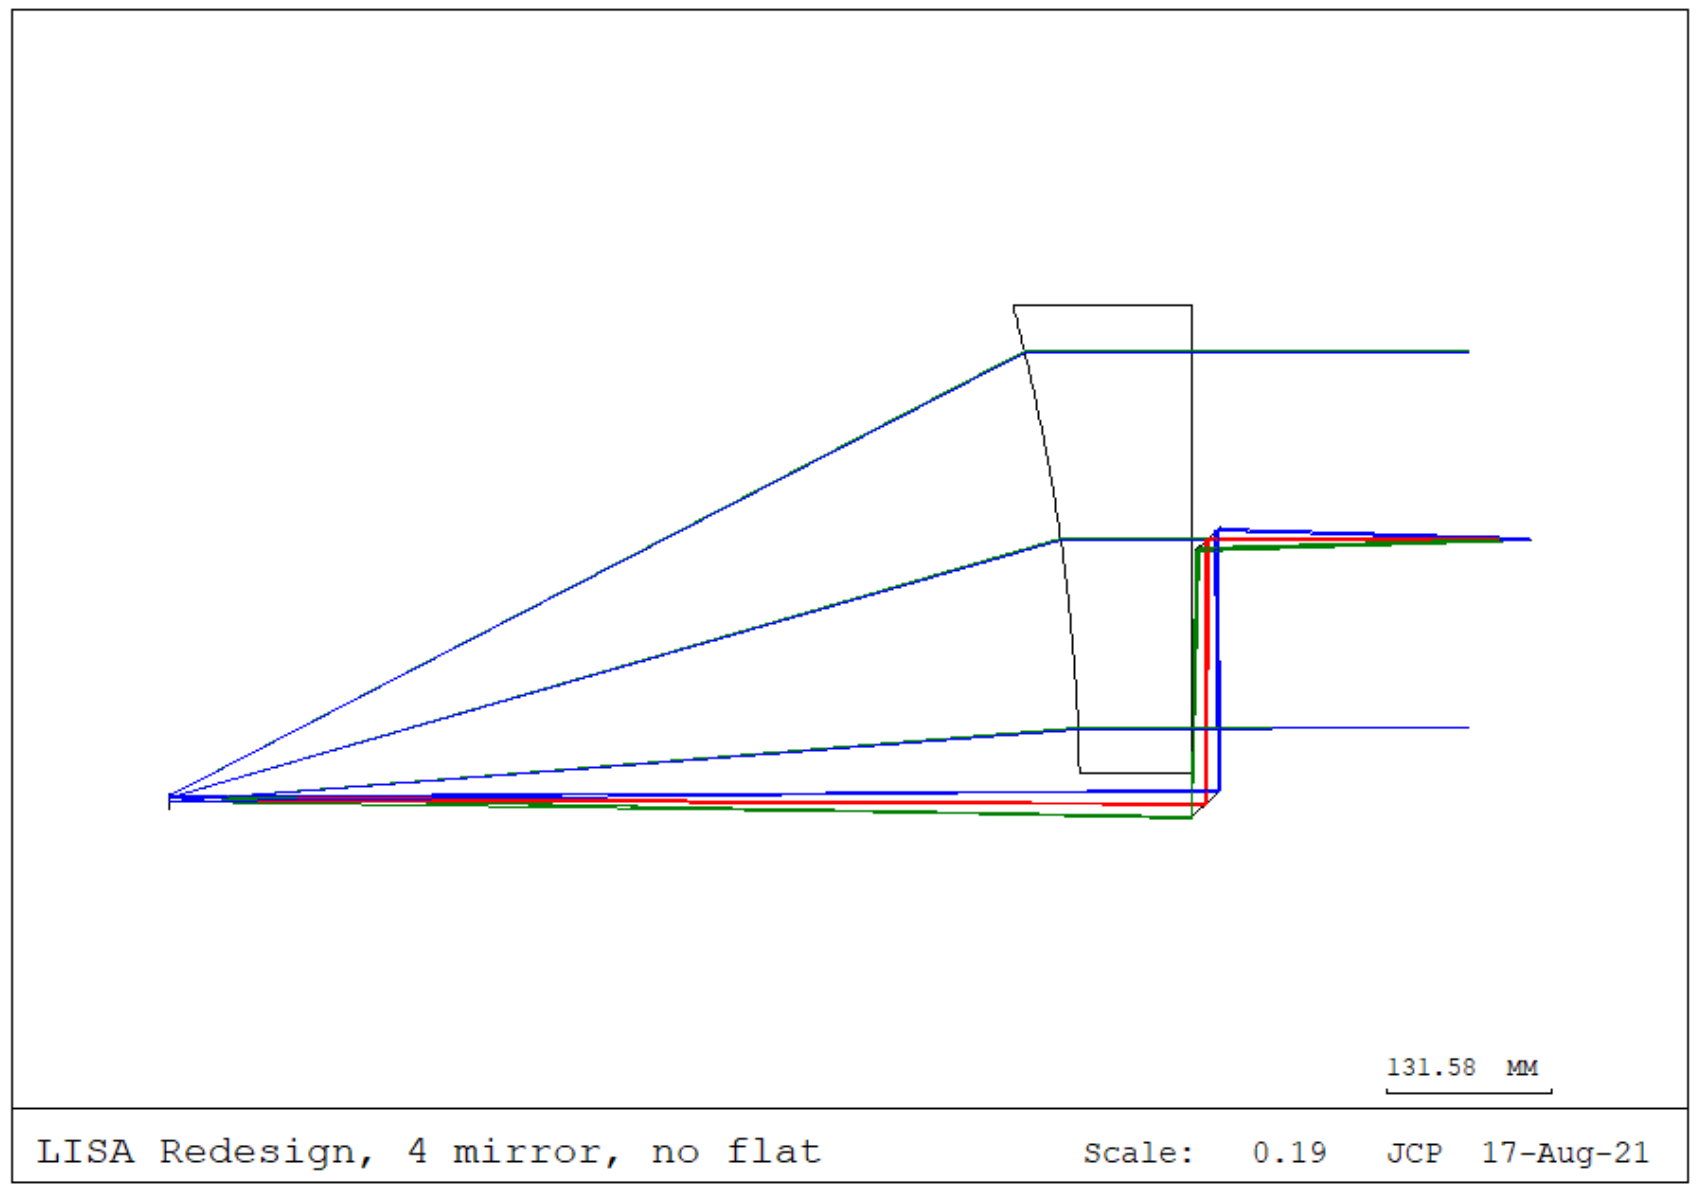 131.58 MM
LISA Redesign, 4 mirror, no flat
Scale: 0.19 JCP 17-Aug-21